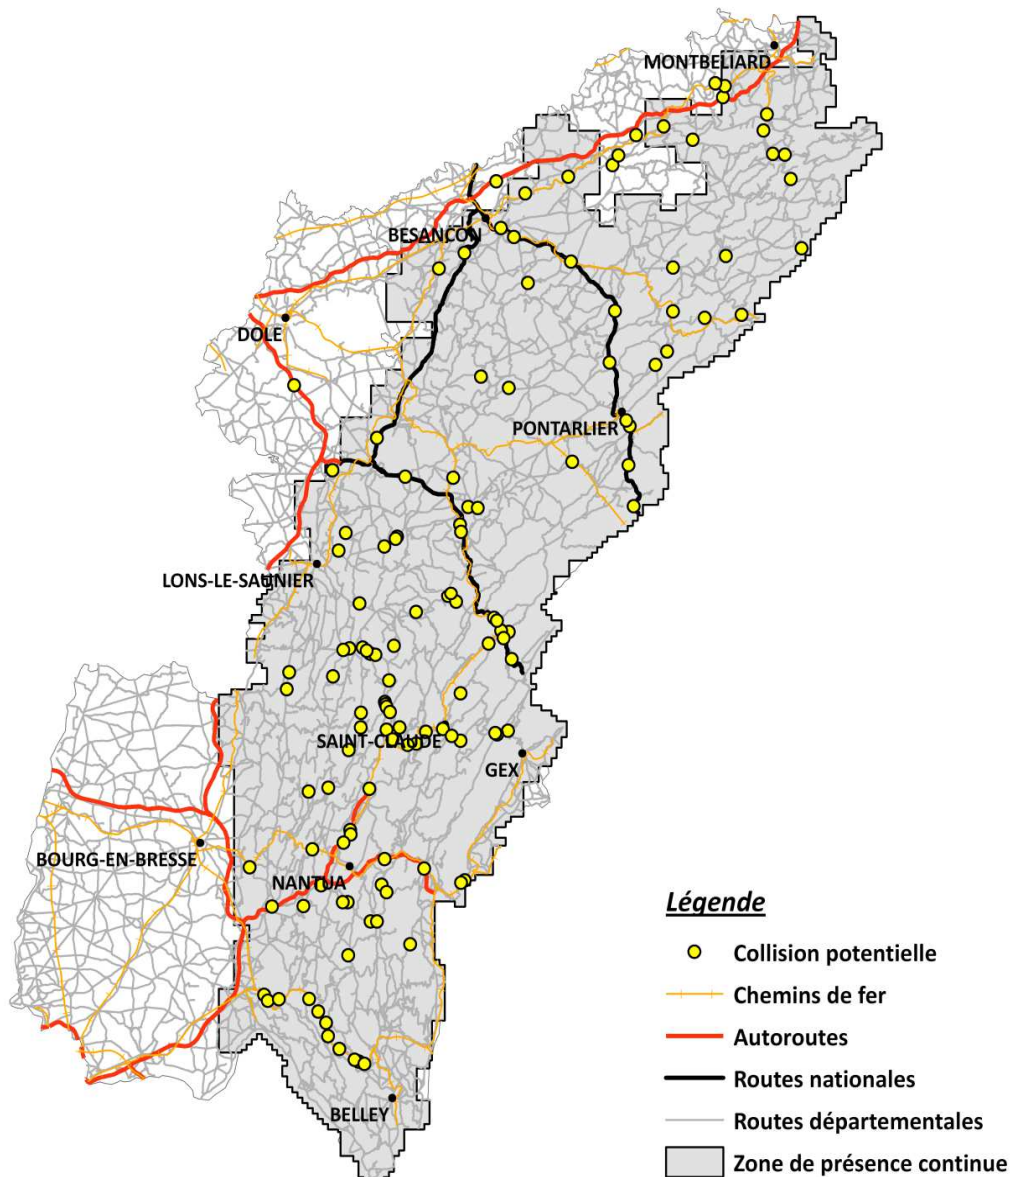 MONTBELIARD
BESANCON
DOLE
PONTARLIER
LONS-LE-SAUNIER
SAINT-CLAUDE
GEX
BOURG-EN-BRESSE
NANTUA
BELLEY
Légende
Collision potentielle
Chemins de fer
Autoroutes
Routes nationales
Routes départementales
Zone de présence continue